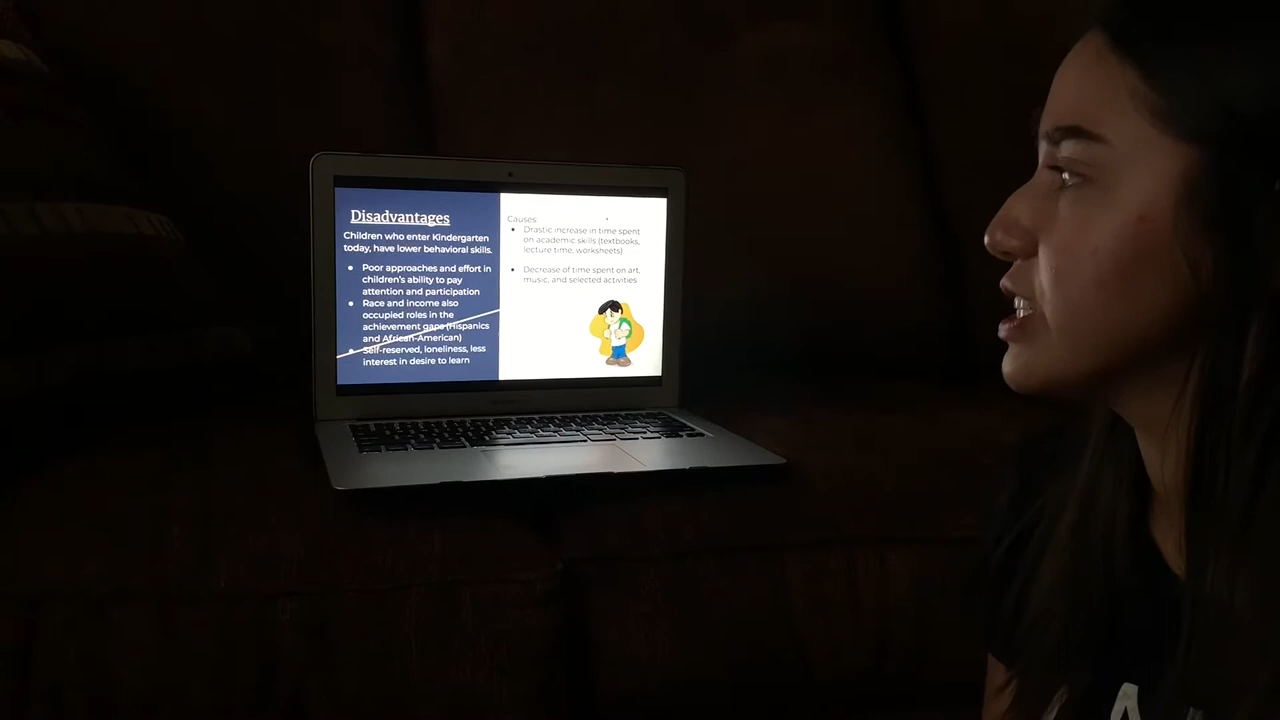 Disadvantages
Children who enter Kindergarten
today, have lower behavioral skills.
● Poor approaches and effort in
children's ability to pay
attention and participation
● Race and income also
occupied roles in the
achievement gaps (Hispanics
and African-American)
● Self-reserved, loneliness, less
interest in desire to learn
Causes:
● Drastic increase in time spent
on academic skills (textbooks,
lecture time, worksheets)
● Decrease of time spent on art,
music, and selected activities
A